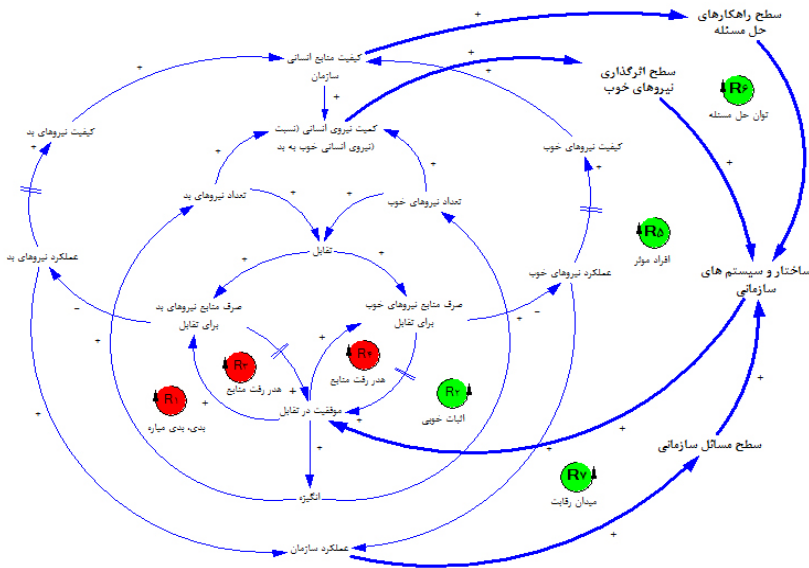 سطح راهکارهای
حل مسئله
کیفیت منابع انسانی
سازمان
سطح اثرگذاری
نیروهای خوب
R۶
توان حل مسئله
کمیت نیروی انسانی (نسبت
نیروی انسانی خوب به بد)
کیفیت نیروهای بد
کیفیت نیروهای خوب
تعداد نیروهای بد
تعداد نیروهای خوب
R۵
افراد موثر
تقابل
عملکرد نیروهای بد
عملکرد نیروهای خوب
ساختار و سیستم های
سازمانی
صرف منابع نیروهای بد
برای تقابل
صرف منابع نیروهای خوب
برای تقابل
R۳
هدر رفت منابع
R۴
هدر رفت منابع
R۱
بدی، بدی میاره
R۲
اثبات خوبی
موفقیت در تقابل
سطح مسائل سازمانی
R۷
میدان رقابت
انگیزه
عملکرد سازمان